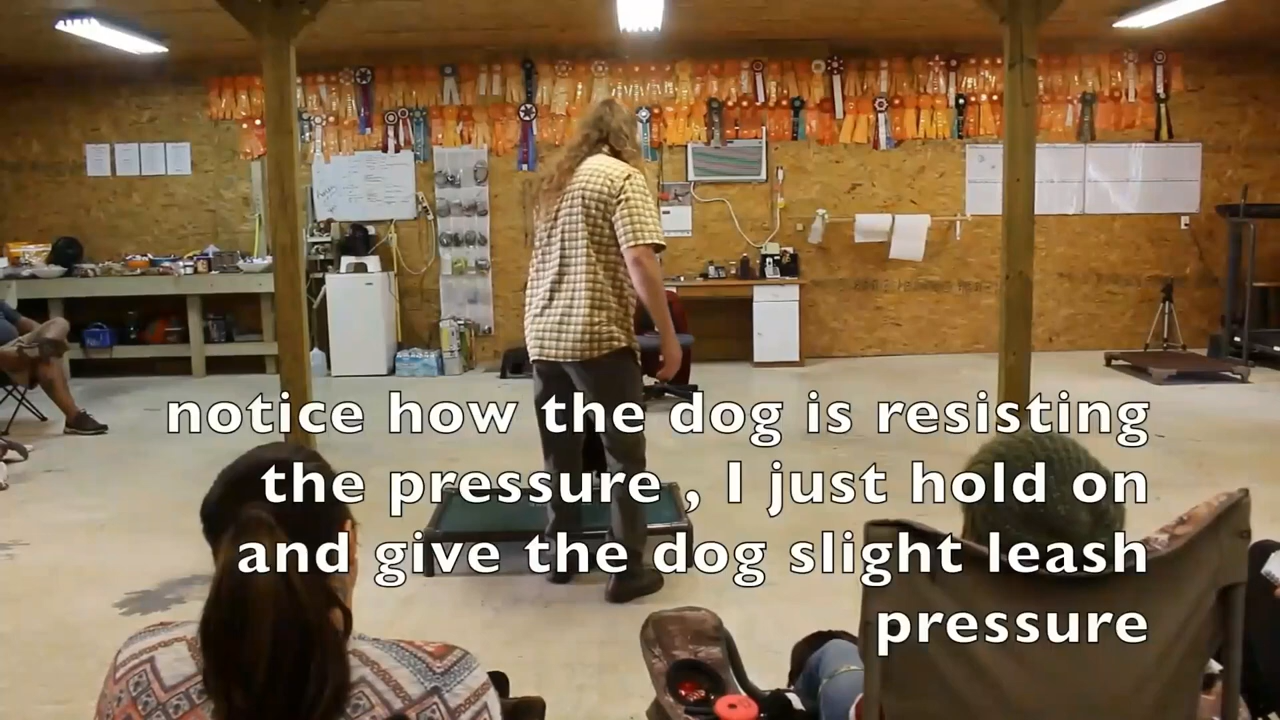 notice how the dog is resisting
the pressure , I just hold on
and give the dog slight leash
pressure